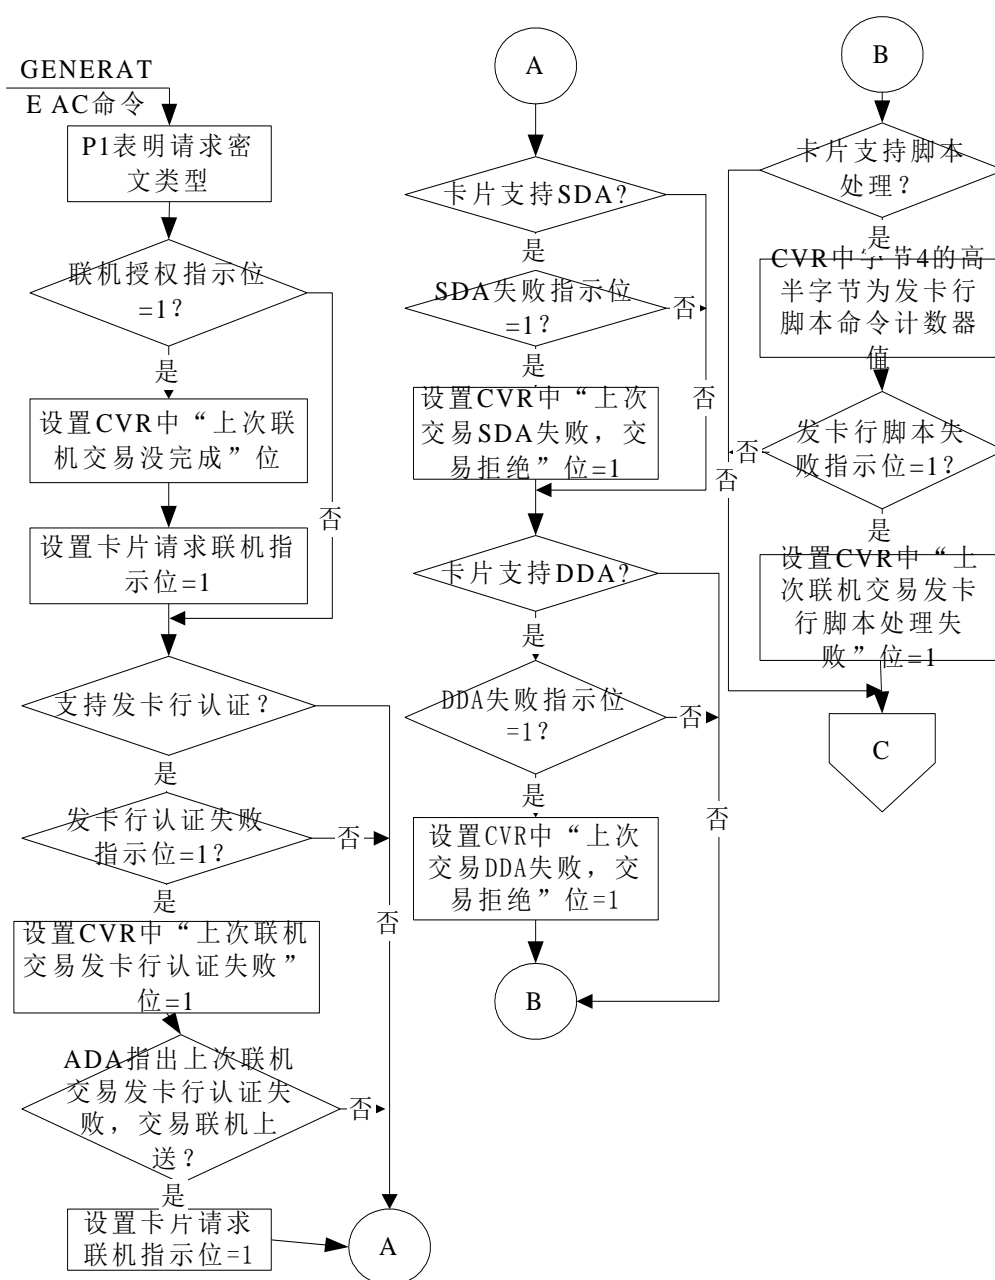 GENERAT
E AC命令
P1表明请求密
文类型
联机授权指示位
=1?
是
否
设置CVR中“上次联
机交易没完成”位
设置卡片请求联机指
示位=1
支持发卡行认证?
是
否
发卡行认证失败
指示位=1?
否
是
设置CVR中“上次联机
交易发卡行认证失败”
位=1
ADA指出上次联机
交易发卡行认证失
败，交易联机上
送?
否
是
设置卡片请求
联机指示位=1
A
A
卡片支持SDA?
是
否
SDA失败指示位
=1?
否
是
设置CVR中“上次
交易SDA失败，交
易拒绝”位=1
卡片支持DDA?
是
否
DDA失败指示位
=1?
否
是
设置CVR中“上次
交易DDA失败，交
易拒绝”位=1
B
B
卡片支持脚本
处理?
是
否
CVR中字节4的高
半字节为发卡行
脚本命令计数器
值
发卡行脚本失
败指示位=1?
否
是
设置CVR中“上
次联机交易发卡
行脚本处理失
败”位=1
C